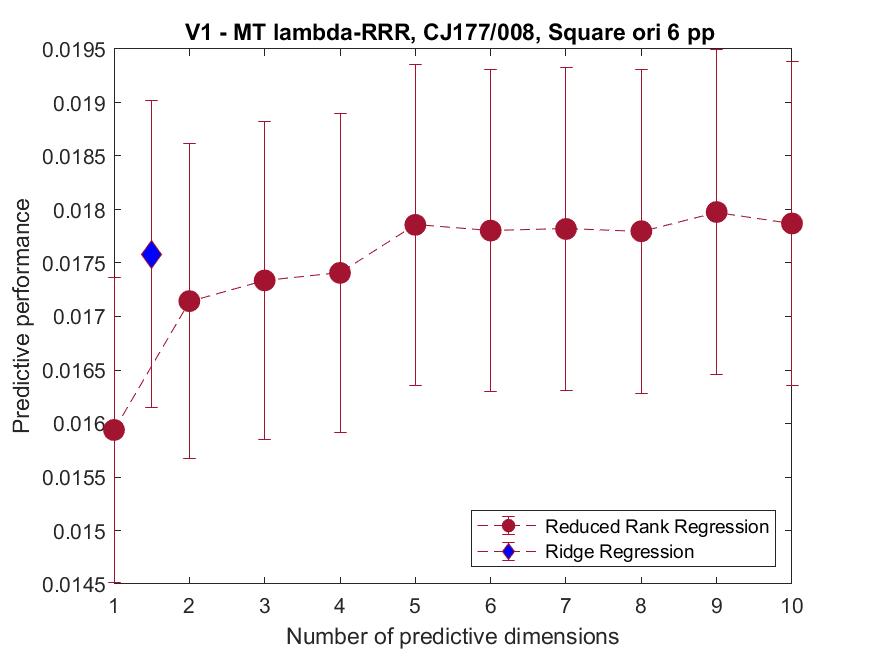 V1 - MT lambda-RRR, CJ177/008, Square ori 6 pp
0.0195
0.019
0.0185
0.018
0.0175
0.017
0.0165
0.016
0.0155
0.015
0.0145
Predictive performance
1 2 3 4 5 6 7 8 9 10
Number of predictive dimensions
Reduced Rank Regression
Ridge Regression